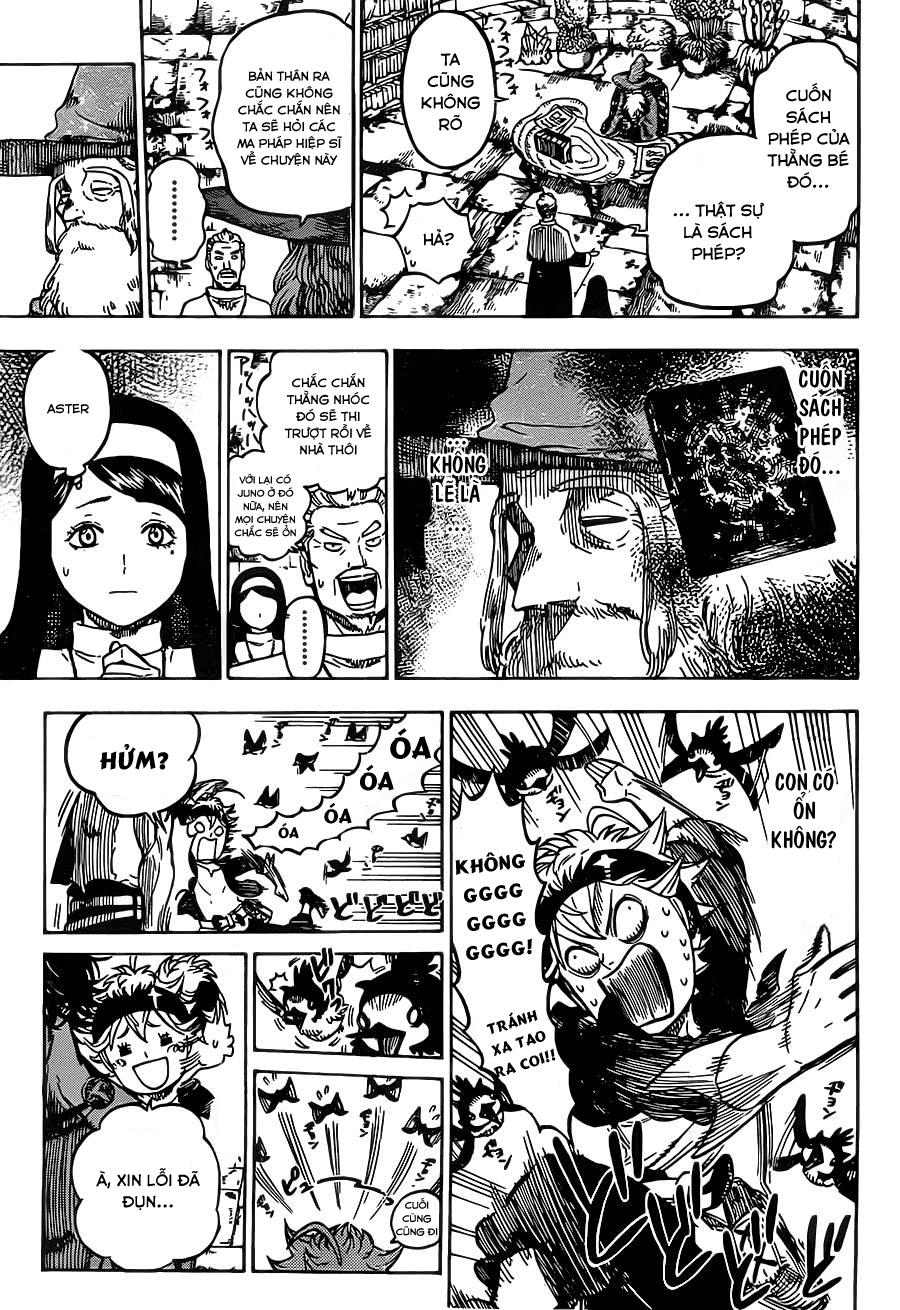 CUỐN
SÁCH
PHÉP CỦA
THẰNG BÉ
ĐÓ...
... THẬT SỰ
LÀ SÁCH
PHÉP?
TA
CŨNG
KHÔNG
RÕ
HẢ?
BẢN THÂN RA
CŨNG KHÔNG
CHẮC CHẮN NÊN
TA SẼ HỎI CÁC
MA PHÁP HIỆP SĨ
VỀ CHUYỆN NÀY
.........
CUỐN
SÁCH
PHÉP
ĐÓ...
...
KHÔNG
LẼ LÀ
....
CHẮC CHẮN
THẰNG NHÓC
ĐÓ SẼ THI
TRƯỢT RỒI VỀ
NHÀ THÔI
VỚI LẠI CÓ
JUNO Ở ĐÓ
NỮA, NÊN
MỌI CHUYỆN
CHẮC SẼ ỔN
.........
ASTER
CON CÓ
ỔN
KHÔNG?
KHÔNG
GGGG
GGGG
GGGG!
TRÁNH
XA TAO
RA COI!!
ÓA
ÓA
ÓA
ÓA
HỬM?
どどどど
CUỐI
CÙNG
CŨNG ĐI
À, XIN LỖI ĐÃ
ĐỤN...